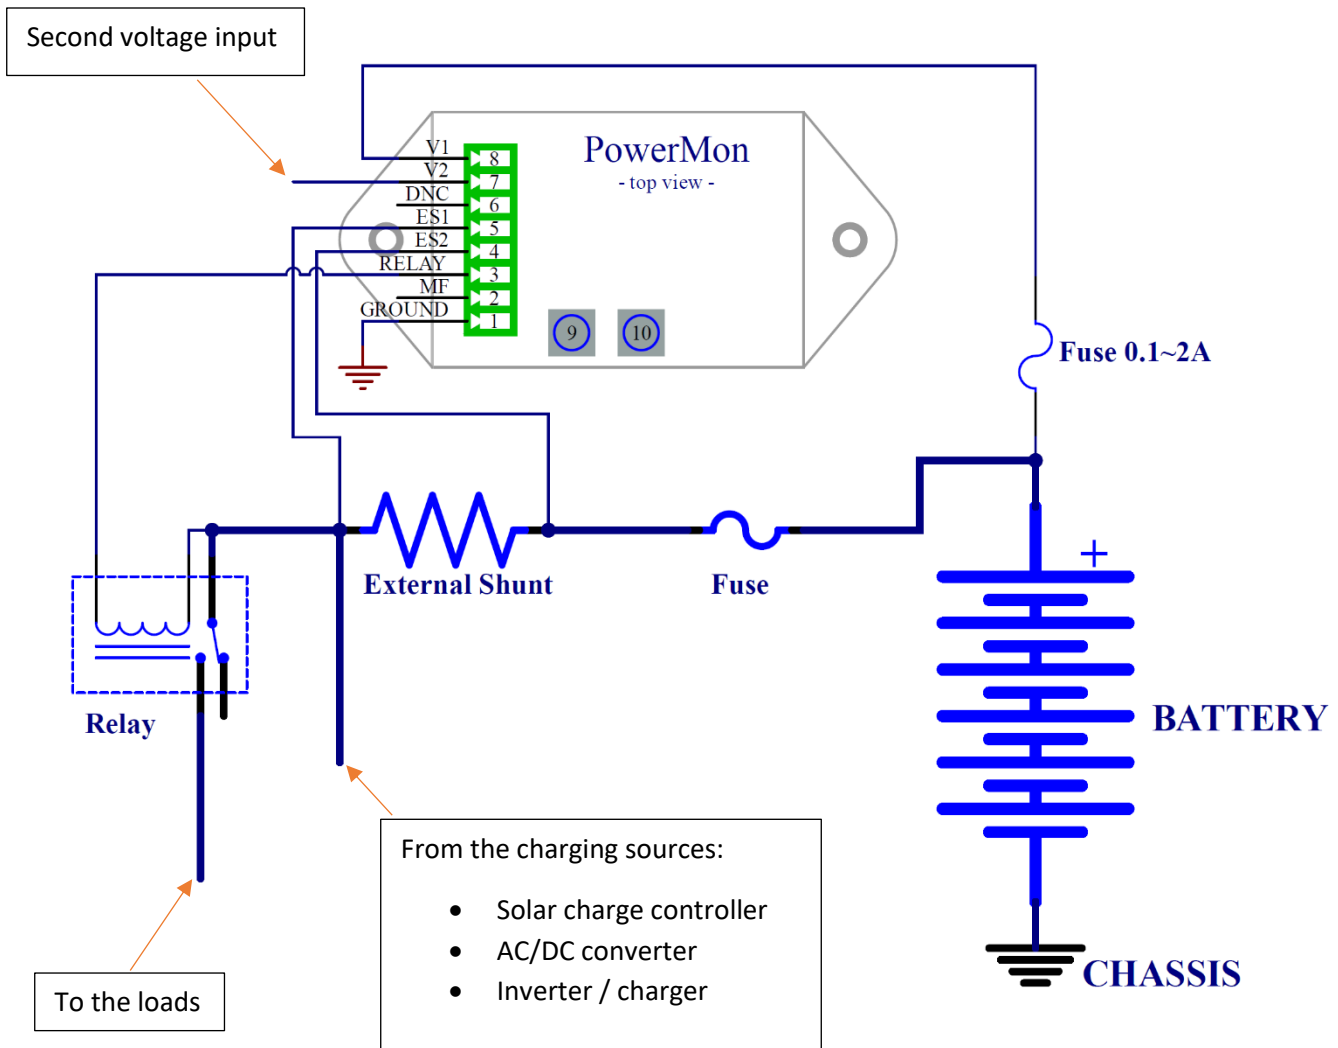 Second voltage input
PowerMon
- top view -
V1
8
V2
7
DNC
6
ES1
5
ES2
4
RELAY
3
MF
2
GROUND
1
9
10
Fuse 0.1~2A
External Shunt
Fuse
+
Relay
BATTERY
From the charging sources:
• Solar charge controller
• AC/DC converter
• Inverter / charger
To the loads
CHASSIS